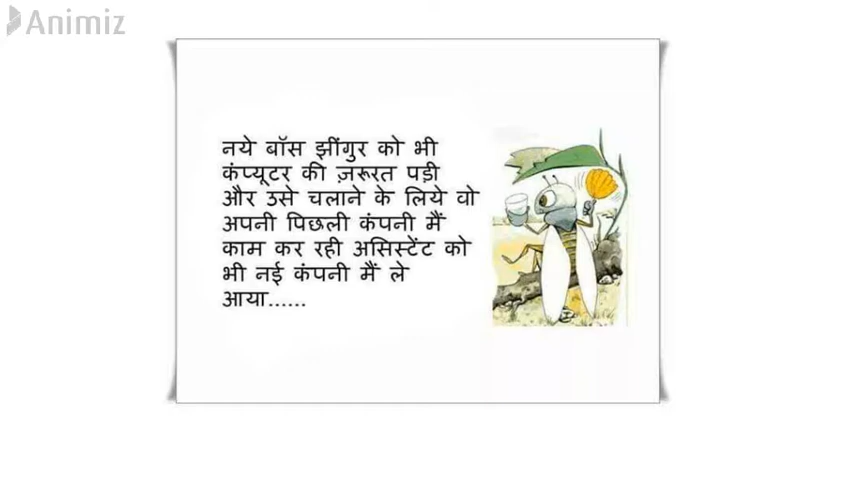 Animiz
नये बॉस झींगुर को भी
कंप्यूटर की ज़रूरत पड़ी
और उसे चलाने के लिये वो
अपनी पिछली कंपनी मैं
काम कर रही असिस्टेंट को
भी नई कंपनी मैं ले
आया......